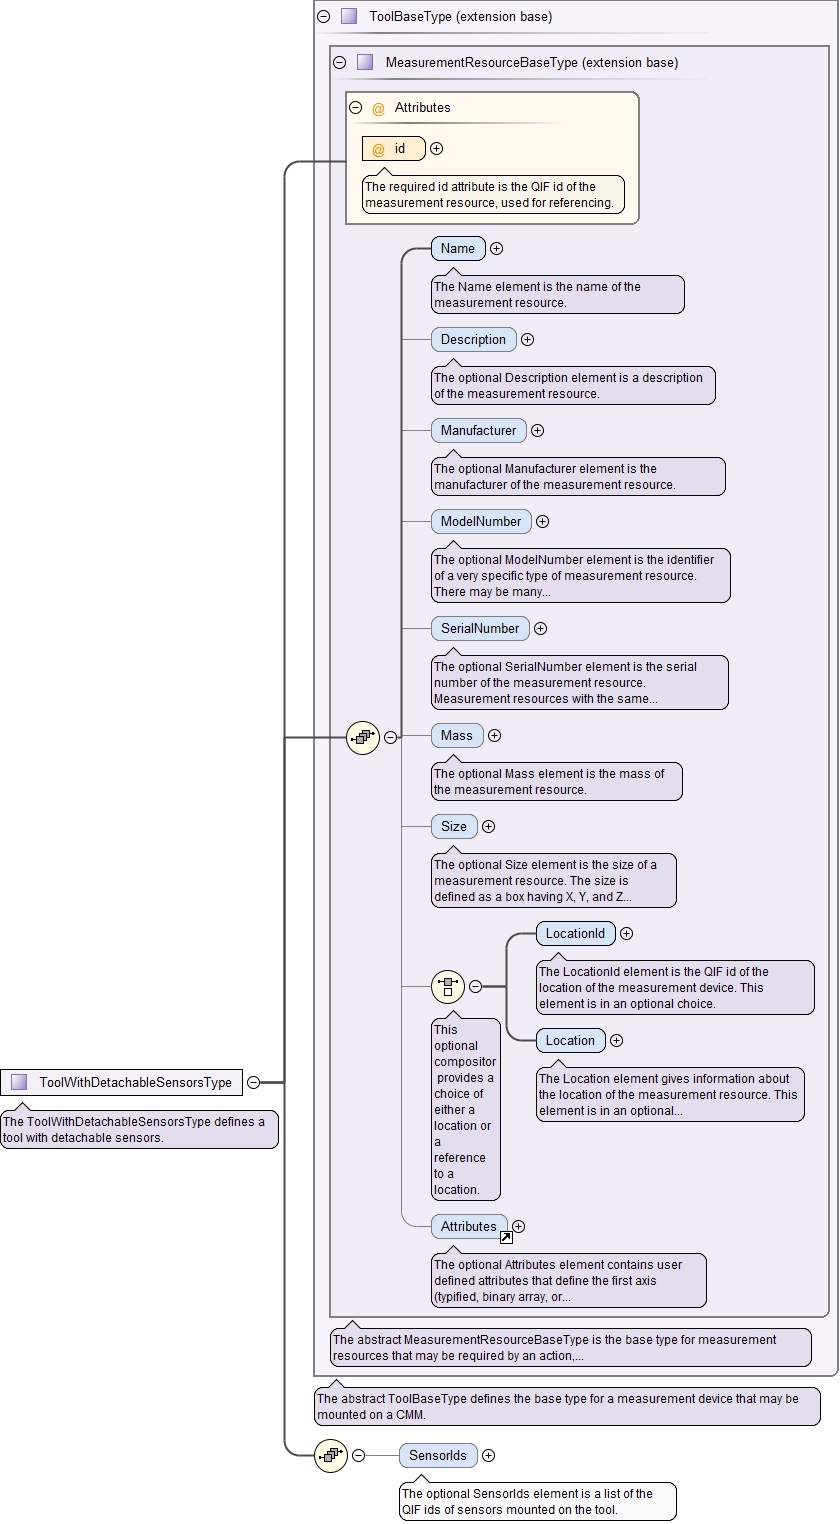 ToolBaseType (extension base)
MeasurementResourceBaseType (extension base)
@ Attributes
@ id
The required id attribute is the QIF id of the
measurement resource, used for referencing.
Name
The Name element is the name of the
measurement resource.
Description
The optional Description element is a description
of the measurement resource.
Manufacturer
The optional Manufacturer element is the
manufacturer of the measurement resource.
ModelNumber
The optional ModelNumber element is the identifier
of a very specific type of measurement resource.
There may be many...
SerialNumber
The optional SerialNumber element is the serial
number of the measurement resource.
Measurement resources with the same...
Mass
The optional Mass element is the mass of
the measurement resource.
Size
The optional Size element is the size of a
measurement resource. The size is
defined as a box having X, Y, and Z...
LocationId
The LocationId element is the QIF id of the
location of the measurement device. This
element is in an optional choice.
Location
The Location element gives information about
the location of the measurement resource. This
element is in an optional...
This
optional
compositor
provides a
choice of
either a
location or
a
reference
to a
location.
Attributes
The optional Attributes element contains user
defined attributes that define the first axis
(typified, binary array, or...
The abstract MeasurementResourceBaseType is the base type for measurement
resources that may be required by an action,...
The abstract ToolBaseType defines the base type for a measurement device that may be
mounted on a CMM.
ToolWithDetachableSensorsType
The ToolWithDetachableSensorsType defines a
tool with detachable sensors.
SensorIds
The optional SensorIds element is a list of the
QIF ids of sensors mounted on the tool.